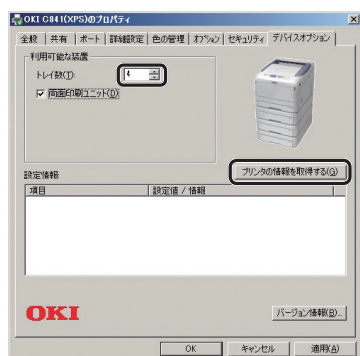 OKI C841(XPS)のプロパティ
全般 共有 ポート 詳細設定 色の管理 オプション セキュリティ デバイスオプション
利用可能な装置
トレイ数(T): 4
両面印刷ユニット(D)
プリンタの情報を取得する(G)
設定情報
項目 設定値 / 情報
OKI
バージョン情報(B)...
OK キャンセル 適用(A)